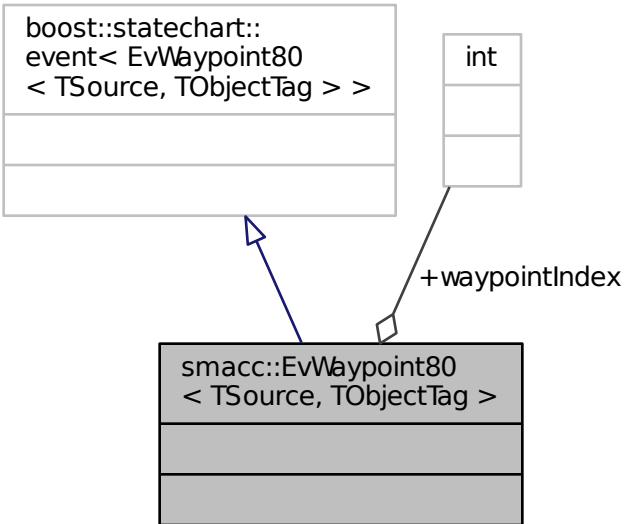 boost::statechart::
event< EvWaypoint80
< TSource, TObjectTag > >
int
+waypointIndex
smacc::EvWaypoint80
< TSource, TObjectTag >